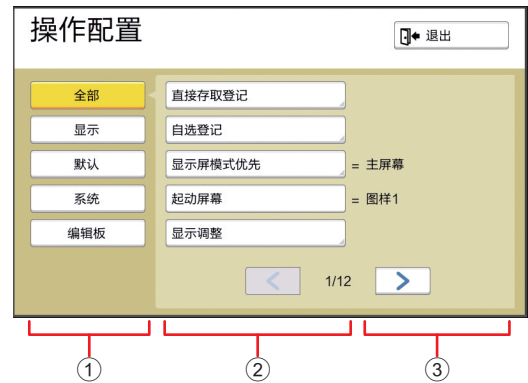 操作配置
退出
全部
直接存取登记
显示
自选登记
默认
显示屏模式优先 = 主屏幕
系统
起动屏幕 = 图样1
编辑板
显示调整
1/12
1 2 3